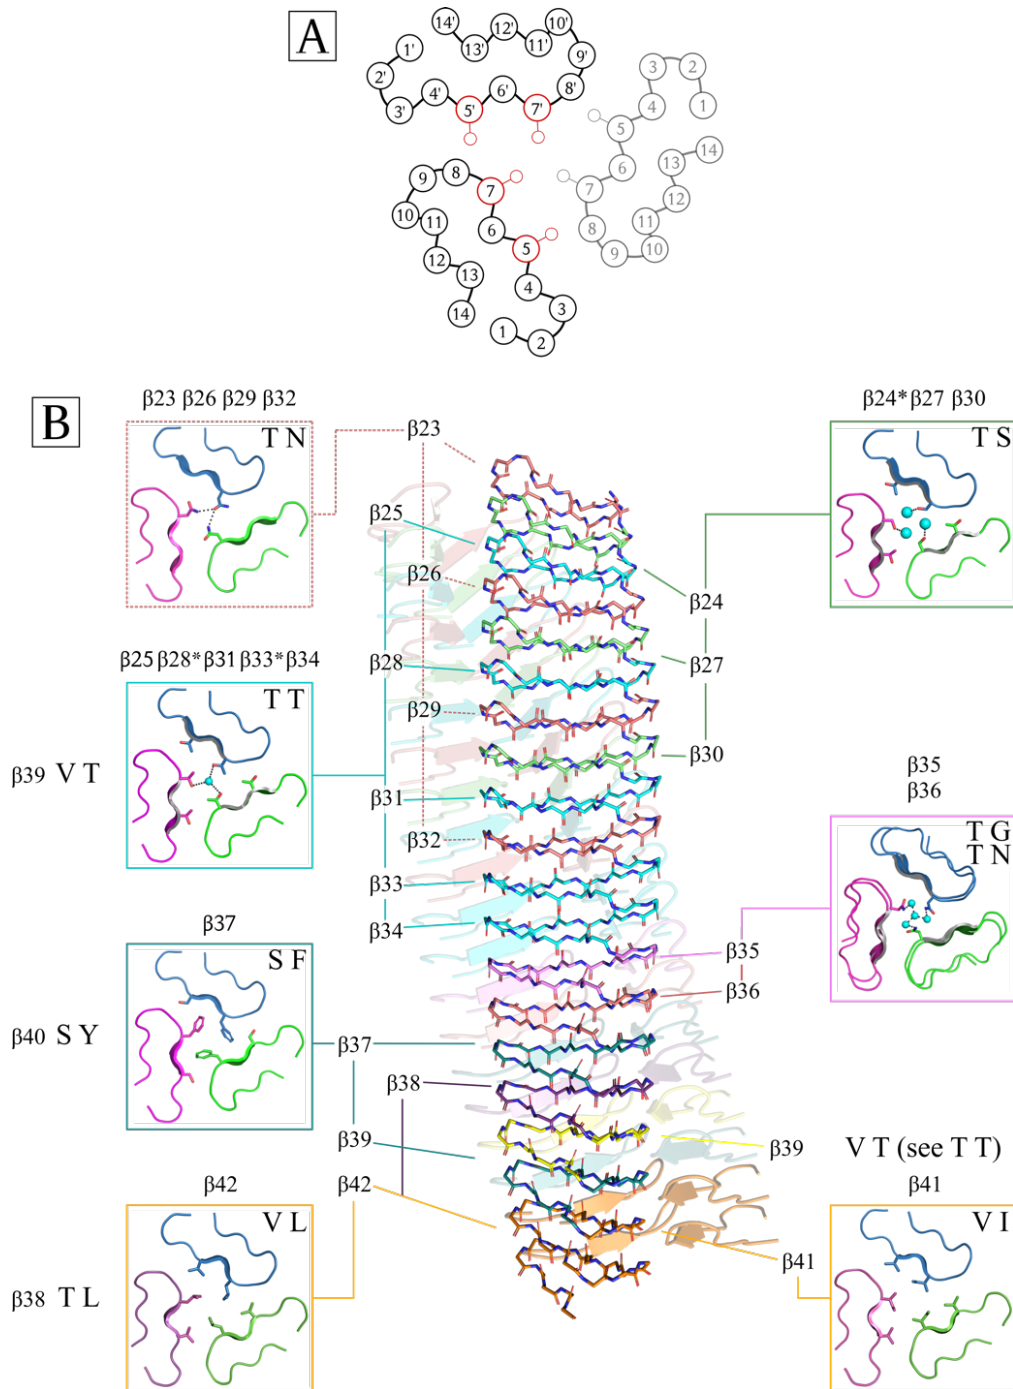 A
14' 12' 10'
1' 13' 11' 9'
2' 8'
3' 4' 5' 6' 7'
3 2
4 1
5 14
6 13
7 12
8 11
9 10
9 8 7
10 11 6
12 13 5
14 4
1 2 3
B
β23 β26 β29 β32
T N
β25 β28*β31 β33*β34
T T
β39 V T
β37
S F
β40 S Y
β42
V L
β38 T L
β23
β25
β26
β28
β29
β31
β32
β33
β34
β37
β38
β39
β42
β24
β27
β30
β35
β36
β39
β41
β24*β27 β30
T S
β35
β36
T G
T N
V T (see T T)
β41
V I